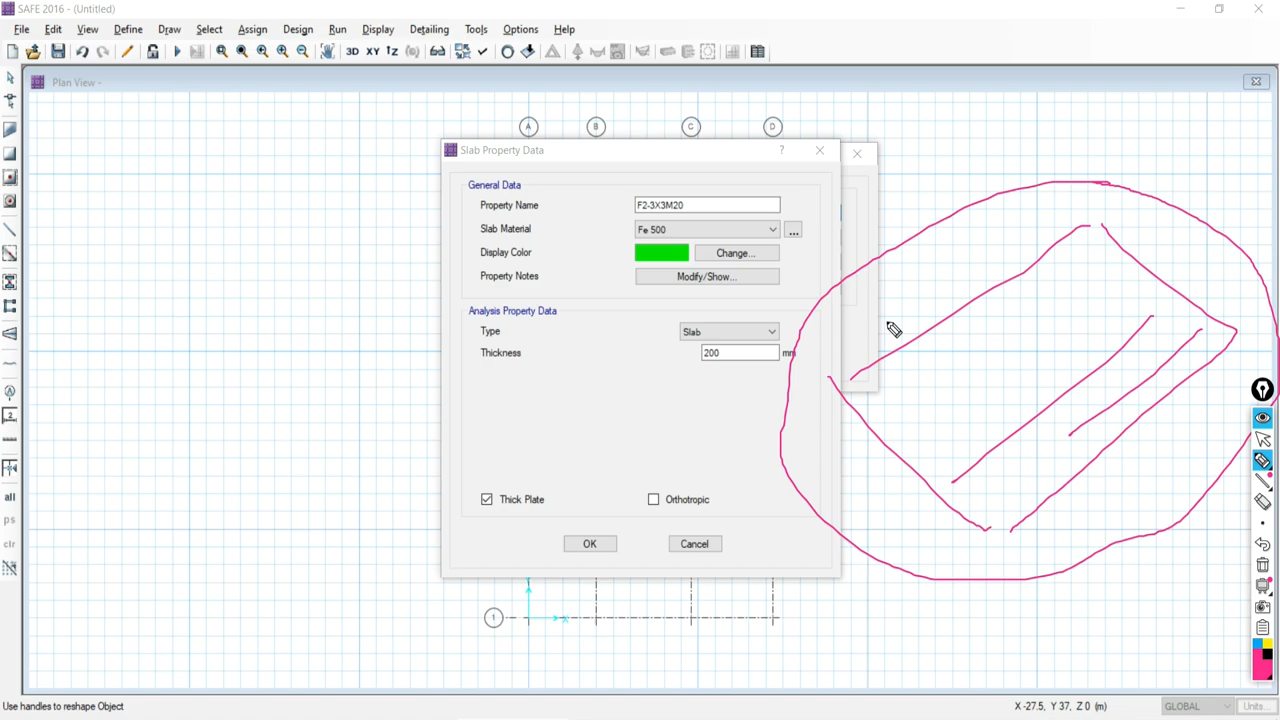 SAFE 2016 - (Untitled)
File Edit View Define Draw Select Assign Design Run Display Detailing Tools Options Help
3D XY
Plan View -
A B C D
Slab Property Data ?
General Data
Property Name F2-3X3M20
Slab Material Fe 500 ...
Display Color Change...
Property Notes Modify/Show...
Analysis Property Data
Type Slab
Thickness 200 mm
Thick Plate Orthotropic
OK Cancel
1 X
2
all
ps
clr
Use handles to reshape Object X -27.5, Y 37, Z 0 (m) GLOBAL Units...